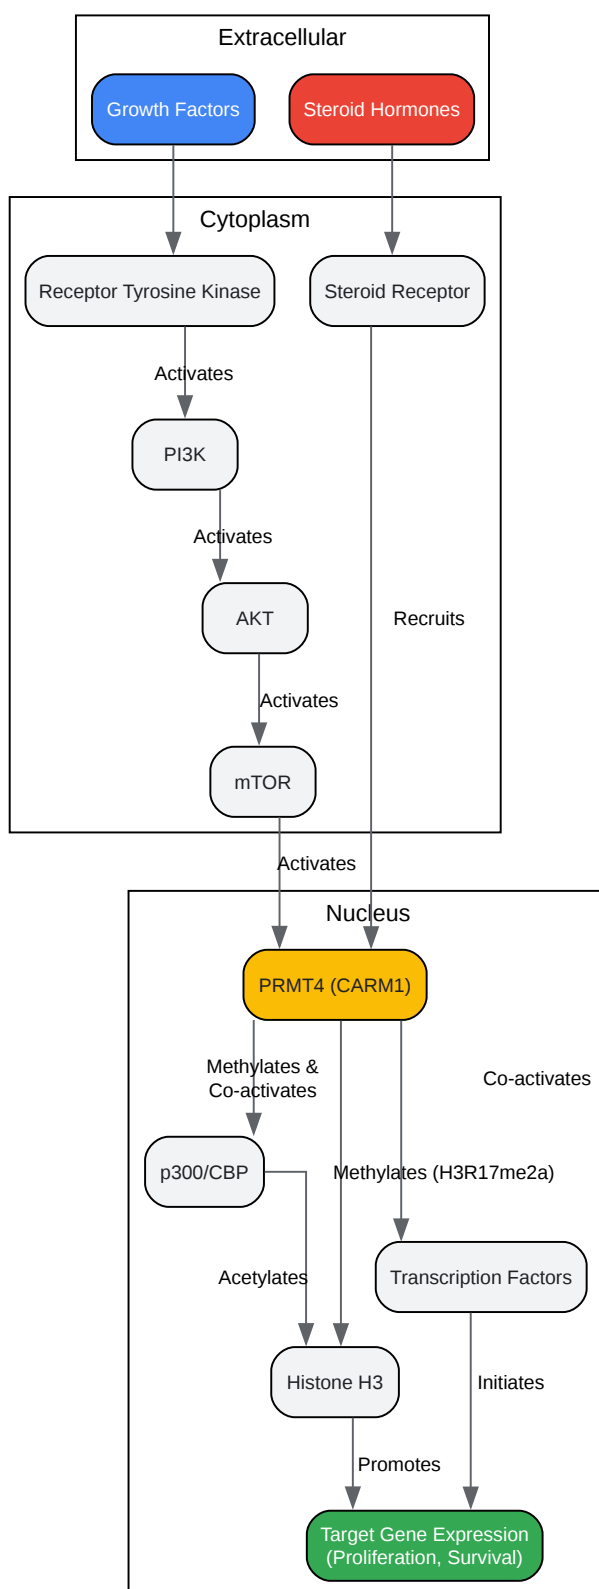 Extracellular
Growth Factors
Steroid Hormones
Cytoplasm
Receptor Tyrosine Kinase
Steroid Receptor
Activates
PI3K
Activates
AKT
Recruits
Activates
mTOR
Activates
Nucleus
PRMT4 (CARM1)
Methylates &
Co-activates
Co-activates
p300/CBP
Methylates (H3R17me2a)
Acetylates
Transcription Factors
Histone H3
Initiates
Promotes
Target Gene Expression
(Proliferation, Survival)